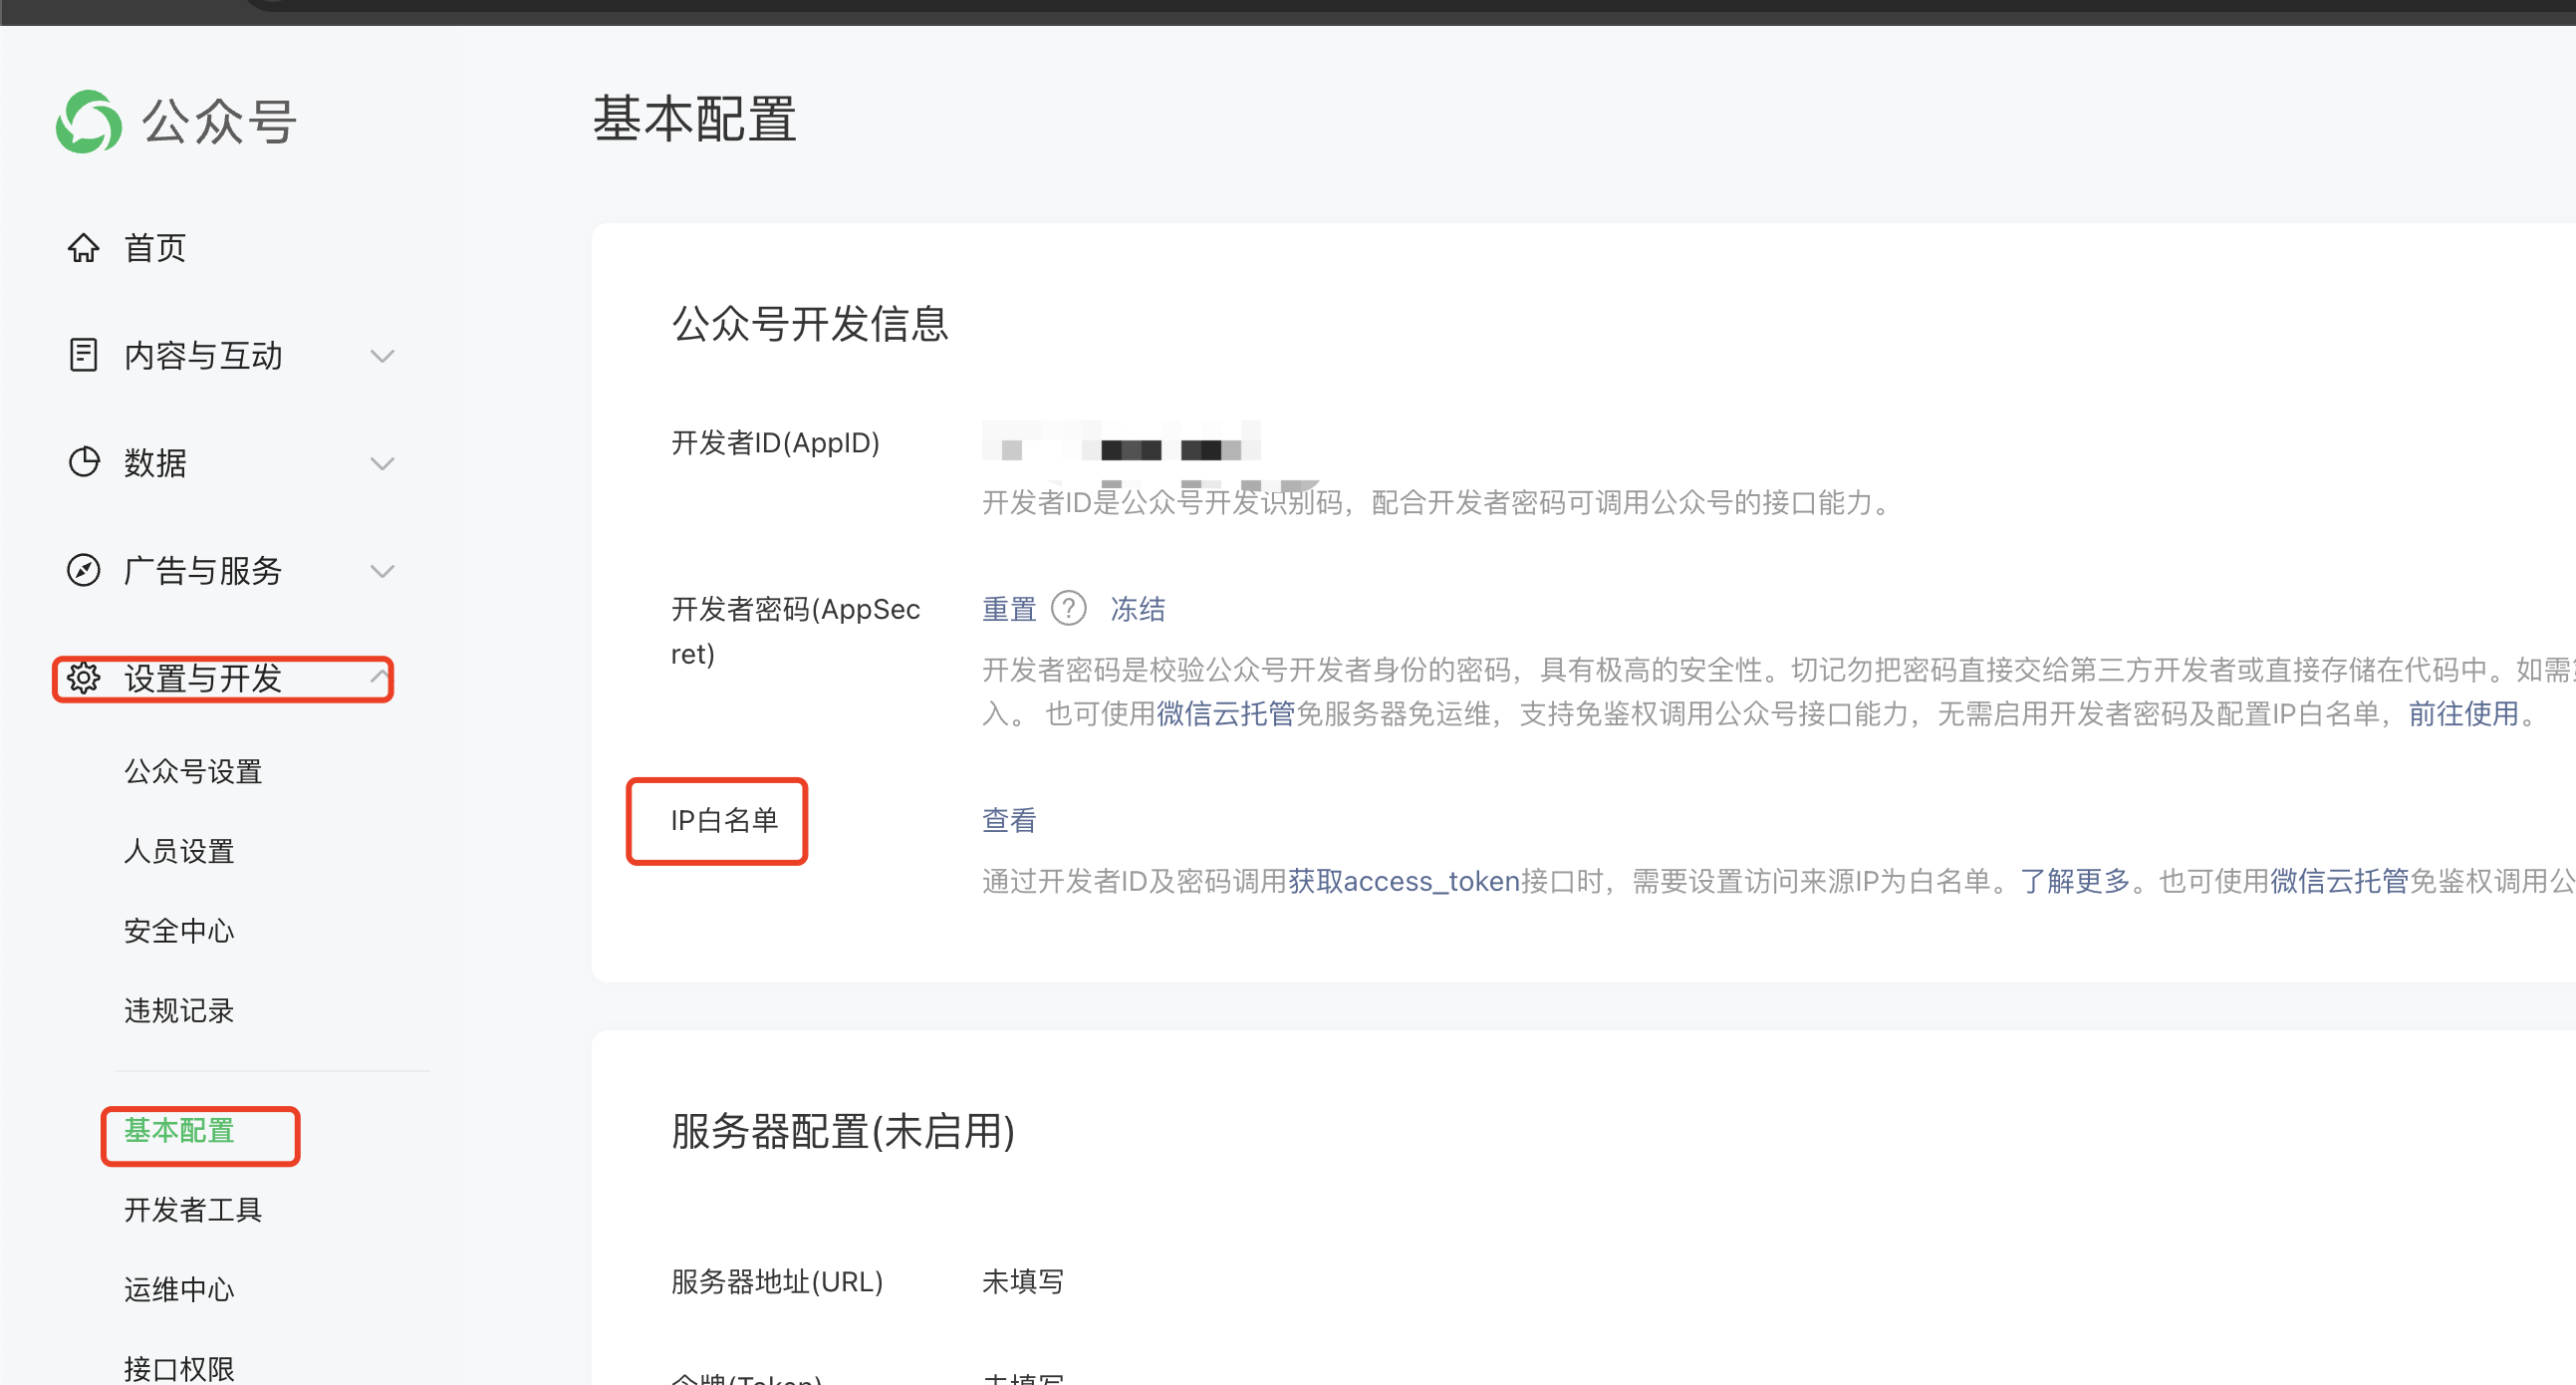 公众号
首页
内容与互动
数据
广告与服务
设置与开发
公众号设置
人员设置
安全中心
违规记录
基本配置
开发者工具
运维中心
接口权限
基本配置
公众号开发信息
开发者ID(AppID)
开发者ID是公众号开发识别码，配合开发者密码可调用公众号的接口能力。
开发者密码(AppSec
ret)
重置 ? 冻结
开发者密码是校验公众号开发者身份的密码，具有极高的安全性。切记勿把密码直接交给第三方开发者或直接存储在代码中。如需
入。 也可使用微信云托管免服务器免运维，支持免鉴权调用公众号接口能力，无需启用开发者密码及配置IP白名单，前往使用。
IP白名单
查看
通过开发者ID及密码调用获取access_token接口时，需要设置访问来源IP为白名单。了解更多。也可使用微信云托管免鉴权调用公
服务器配置(未启用)
服务器地址(URL)
未填写
令牌(Token)
未填写